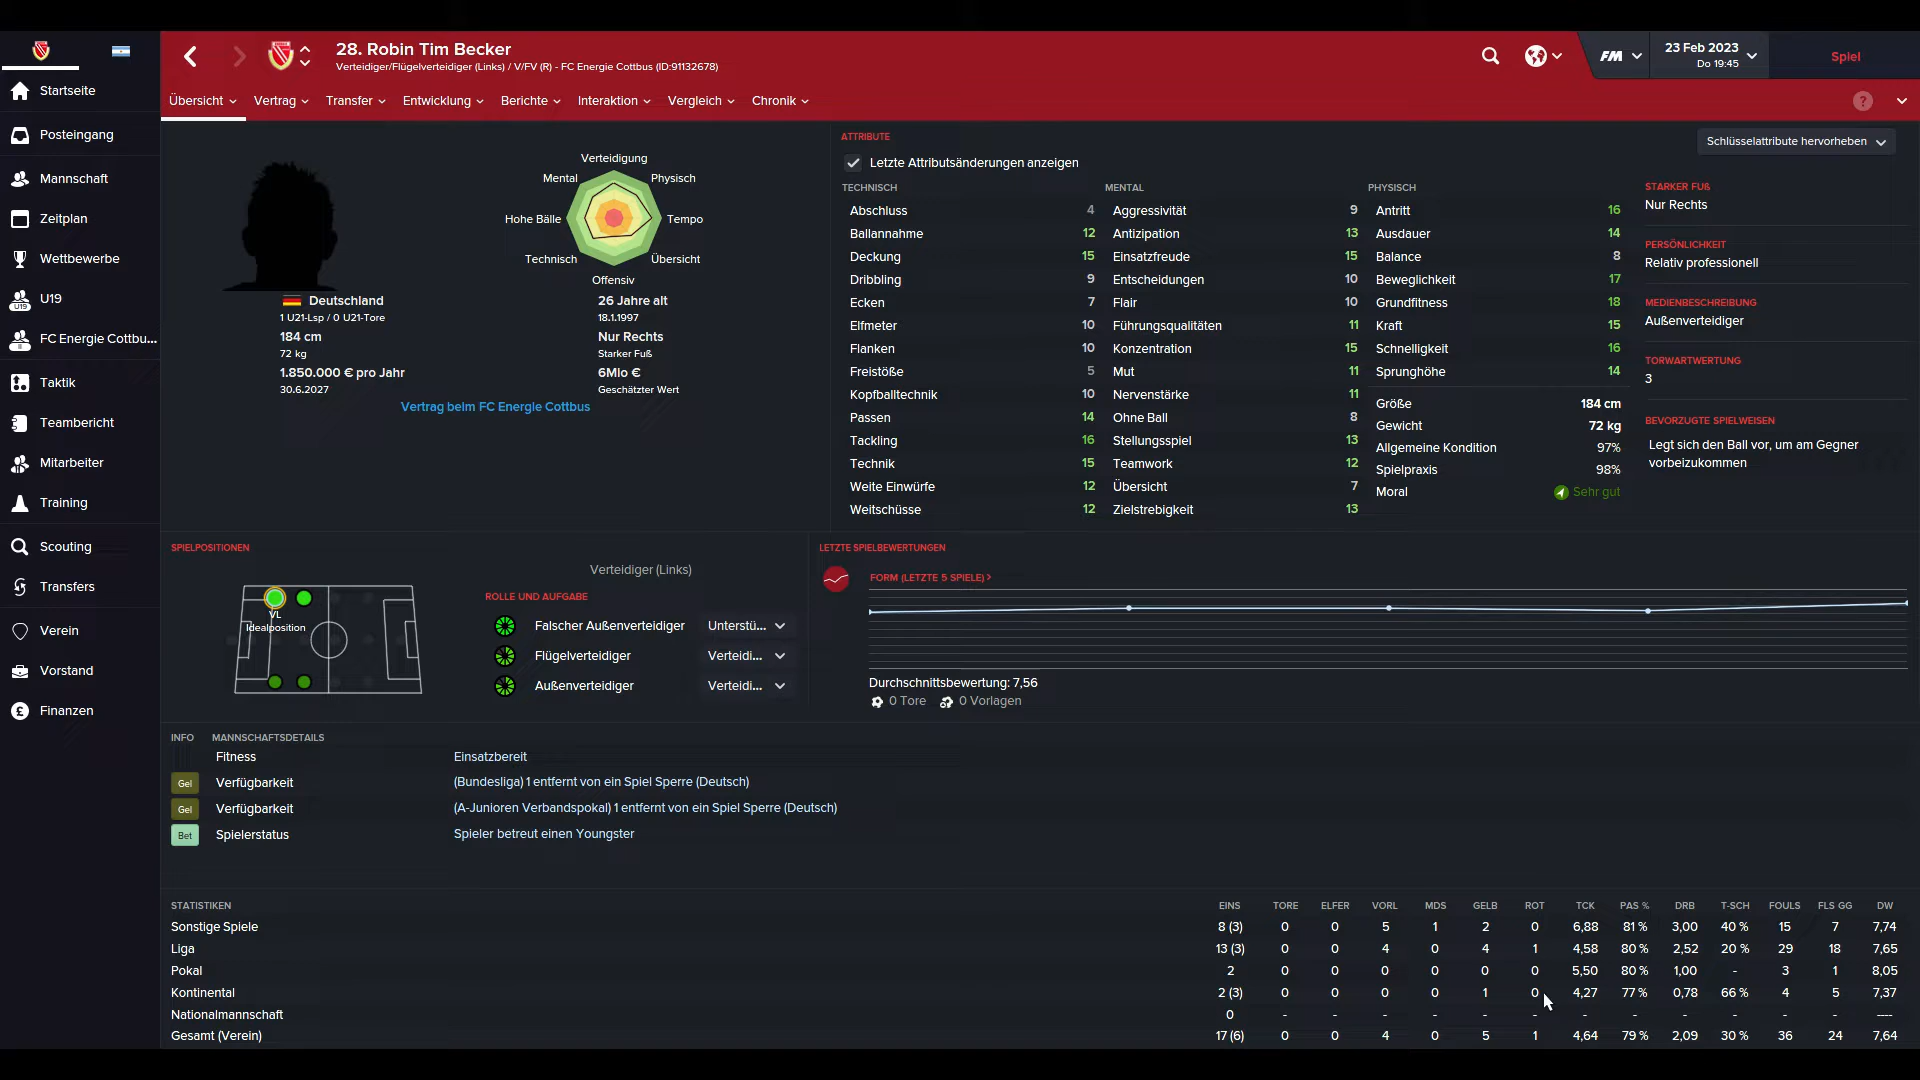 28. Robin Tim Becker
Verteidiger/Flügelverteidiger (Links) / V/FV (R) - FC Energie Cottbus (ID:91132678)
FM
23 Feb 2023
Do 19:45
Spiel
Startseite
Posteingang
Mannschaft
Zeitplan
Wettbewerbe
U19
FC Energie Cottbu...
Taktik
Teambericht
Mitarbeiter
Training
Scouting
Transfers
Verein
Vorstand
Finanzen
Übersicht Vertrag Transfer Entwicklung Berichte Interaktion Vergleich Chronik ?
Verteidigung
Mental Physisch
Hohe Bälle Tempo
Technisch Übersicht
Offensiv
Deutschland
1 U21-Lsp / 0 U21-Tore
184 cm
72 kg
1.850.000 € pro Jahr
30.6.2027
26 Jahre alt
18.1.1997
Nur Rechts
Starker Fuß
6Mio €
Geschätzter Wert
Vertrag beim FC Energie Cottbus
ATTRIBUTE
Letzte Attributsänderungen anzeigen
Schlüsselattribute hervorheben
TECHNISCH
Abschluss 4
Ballannahme 12
Deckung 15
Dribbling 9
Ecken 7
Elfmeter 10
Flanken 10
Freistöße 5
Kopfballtechnik 10
Passen 14
Tackling 16
Technik 15
Weite Einwürfe 12
Weitschüsse 12
MENTAL
Aggressivität 9
Antizipation 13
Einsatzfreude 15
Entscheidungen 10
Flair 10
Führungsqualitäten 11
Konzentration 15
Mut 11
Nervenstärke 11
Ohne Ball 8
Stellungsspiel 13
Teamwork 12
Übersicht 7
Zielstrebigkeit 13
PHYSISCH
Antritt 16
Ausdauer 14
Balance 8
Beweglichkeit 17
Grundfitness 18
Kraft 15
Schnelligkeit 16
Sprunghöhe 14
Größe 184 cm
Gewicht 72 kg
Allgemeine Kondition 97%
Spielpraxis 98%
Moral Sehr gut
STARKER FUß
Nur Rechts
PERSÖNLICHKEIT
Relativ professionell
MEDIENBESCHREIBUNG
Außenverteidiger
TORWARTWERTUNG
3
BEVORZUGTE SPIELWEISEN
Legt sich den Ball vor, um am Gegner
vorbeizukommen
SPIELPOSITIONEN
VL
Idealposition
Verteidiger (Links)
ROLLE UND AUFGABE
Falscher Außenverteidiger Unterstü...
Flügelverteidiger Verteidi...
Außenverteidiger Verteidi...
LETZTE SPIELBEWERTUNGEN
FORM (LETZTE 5 SPIELE) >
Durchschnittsbewertung: 7,56
0 Tore 0 Vorlagen
INFO MANNSCHAFTSDETAILS
Fitness Einsatzbereit
Gel Verfügbarkeit (Bundesliga) 1 entfernt von ein Spiel Sperre (Deutsch)
Gel Verfügbarkeit (A-Junioren Verbandspokal) 1 entfernt von ein Spiel Sperre (Deutsch)
Bet Spielerstatus Spieler betreut einen Youngster
STATISTIKEN EINS TORE ELFER VORL MDS GELB ROT TCK PAS % DRB T-SCH FOULS FLS GG DW
Sonstige Spiele 8 (3) 0 0 5 1 2 0 6,88 81 % 3,00 40 % 15 7 7,74
Liga 13 (3) 0 0 4 0 4 1 4,58 80 % 2,52 20 % 29 18 7,65
Pokal 2 0 0 0 0 0 0 5,50 80 % 1,00 - 3 1 8,05
Kontinental 2 (3) 0 0 0 0 1 0 4,27 77 % 0,78 66 % 4 5 7,37
Nationalmannschaft 0 - - - - - - - - - - - - ----
Gesamt (Verein) 17 (6) 0 0 4 0 5 1 4,64 79 % 2,09 30 % 36 24 7,64